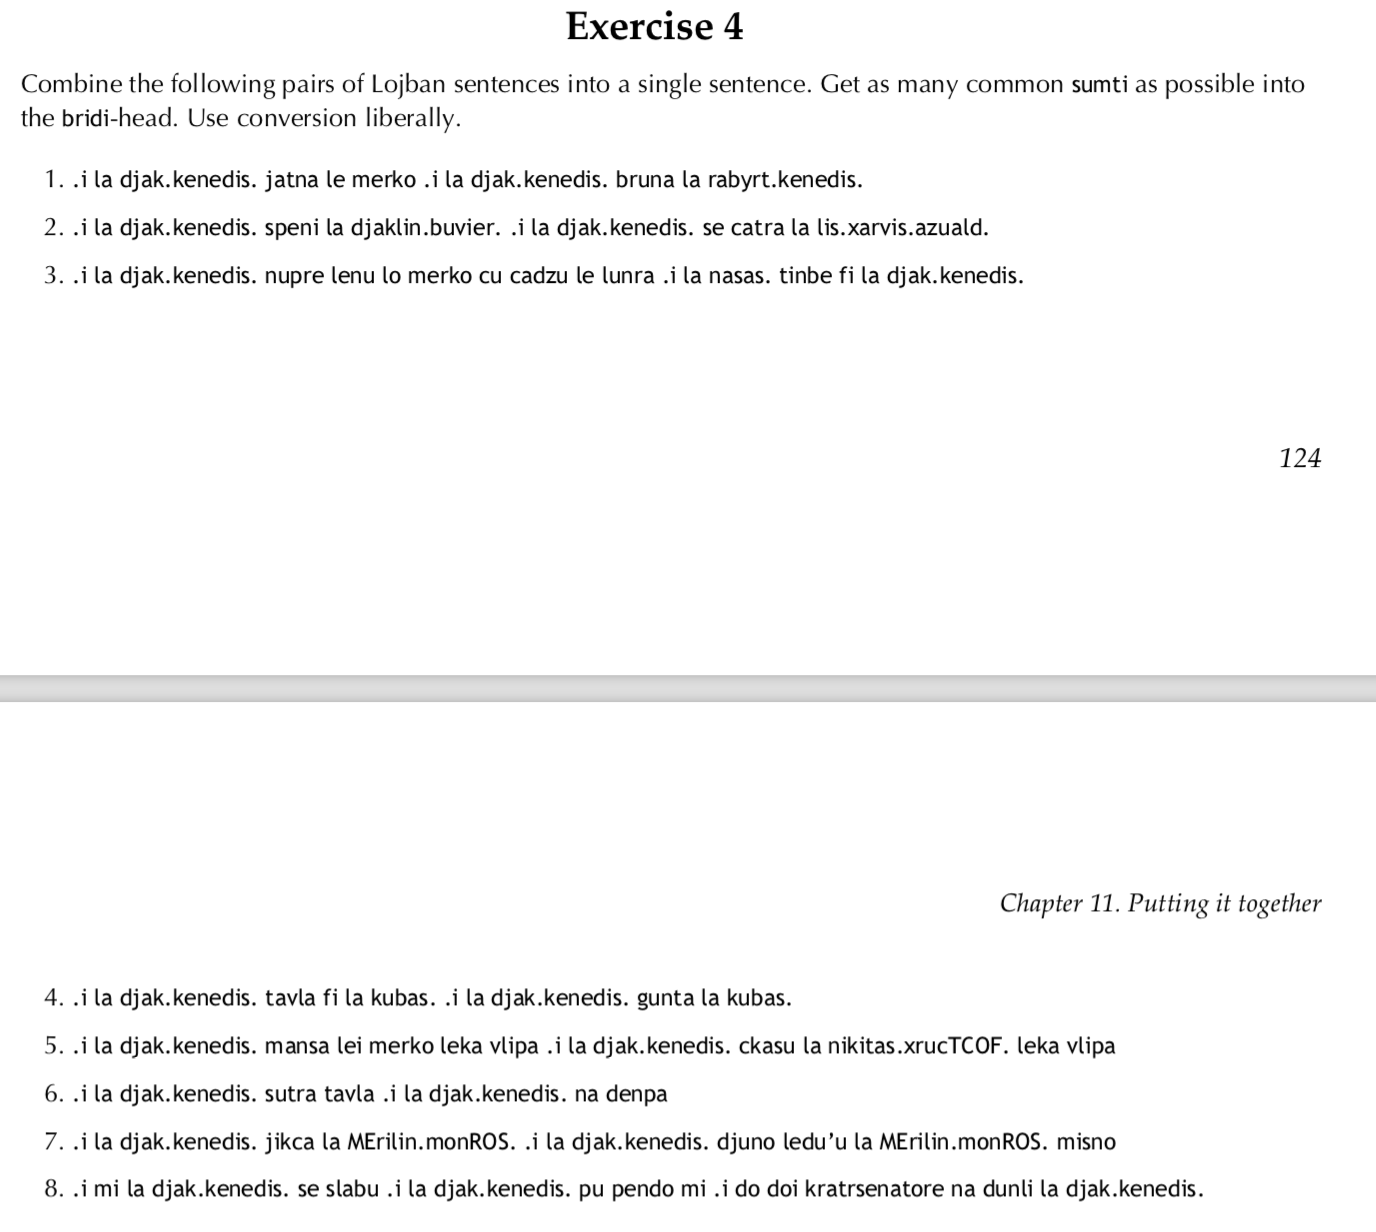 Exercise 4
Combine the following pairs of Lojban sentences into a single sentence. Get as many common sumti as possible into
the bridi-head. Use conversion liberally.
1. .i la djak.kenedis. jatna le merko .i la djak.kenedis. bruna la rabyrt.kenedis.
2. .i la djak.kenedis. speni la djaklin.buvier. .i la djak.kenedis. se catra la lis.xarvis.azuald.
3. .i la djak.kenedis. nupre lenu lo merko cu cadzu le lunra .i la nasas. tinbe fi la djak.kenedis.
124
Chapter 11. Putting it together
4. .i la djak.kenedis. tavla fi la kubas. .i la djak.kenedis. gunta la kubas.
5. .i la djak.kenedis. mansa lei merko leka vlipa .i la djak.kenedis. ckasu la nikitas.xrucTCOF. leka vlipa
6. .i la djak.kenedis. sutra tavla .i la djak.kenedis. na denpa
7. .i la djak.kenedis. jikca la MErilin.monROS. .i la djak.kenedis. djuno ledu'u la MErilin.monROS. misno
8. .i mi la djak.kenedis. se slabu .i la djak.kenedis. pu pendo mi .i do doi kratrsenatore na dunli la djak.kenedis.